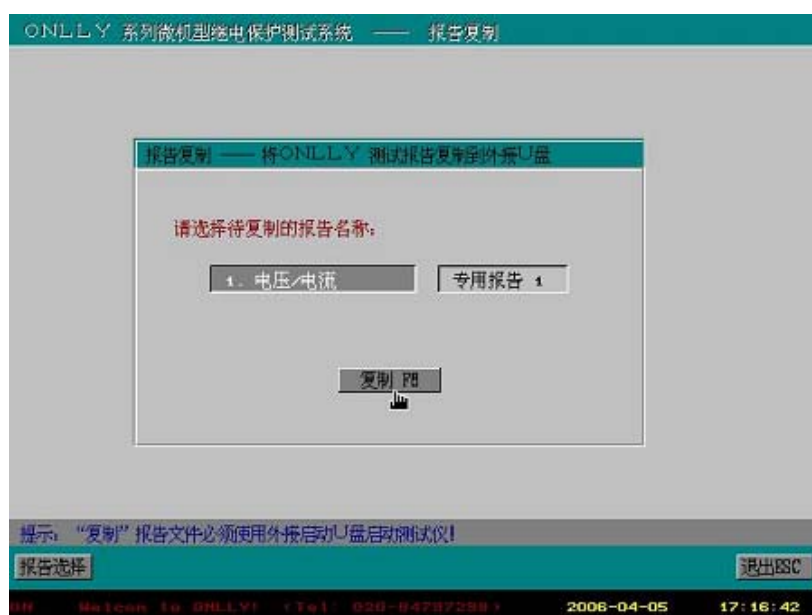 ONLLY 系列微机型继电保护测试系统 —— 报告复制
报告复制 —— 将ONLLY 测试报告复制到外接U盘
请选择待复制的报告名称:
1. 电压/电流 专用报告 1
复制 F8
提示: “复制”报告文件必须使用外接启动U盘启动测试仪!
报告选择 退出ESC
Welcom to ONLLY! (Tel: 2006-04-05 17:16:42